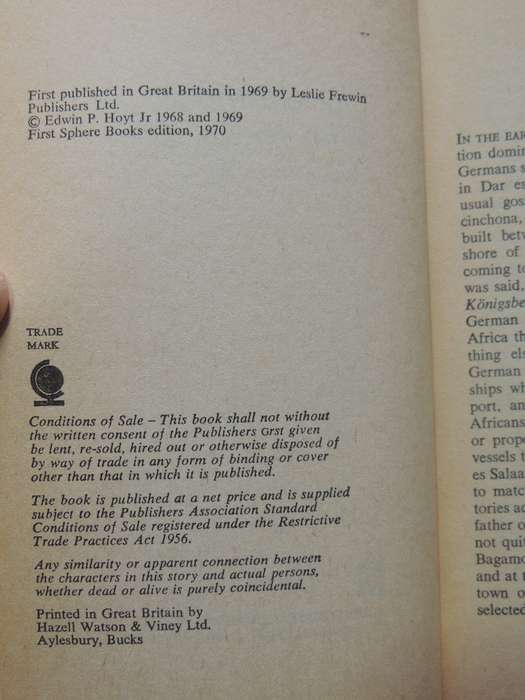 First published in Great Britain in 1969 by Leslie Frewin
Publishers Ltd.
© Edwin P. Hoyt Jr 1968 and 1969
First Sphere Books edition, 1970
TRADE
MARK
Conditions of Sale – This book shall not without
the written consent of the Publishers Grst given
be lent, re-sold, hired out or otherwise disposed of
by way of trade in any form of binding or cover
other than that in which it is published.
The book is published at a net price and is supplied
subject to the Publishers Association Standard
Conditions of Sale registered under the Restrictive
Trade Practices Act 1956.
Any similarity or apparent connection between
the characters in this story and actual persons,
whether dead or alive is purely coincidental.
Printed in Great Britain by
Hazell Watson & Viney Ltd.
Aylesbury, Bucks
IN THE EAR
tion domin
Germans s
in Dar es
usual gos
cinchona,
built betw
shore of
coming to
was said,
Königsbe
German
Africa th
thing els
German
ships wh
port, an
Africans
or prope
vessels t
es Salaa
to matc
tories ac
father o
not quit
Bagamo
and at t
town o
selected